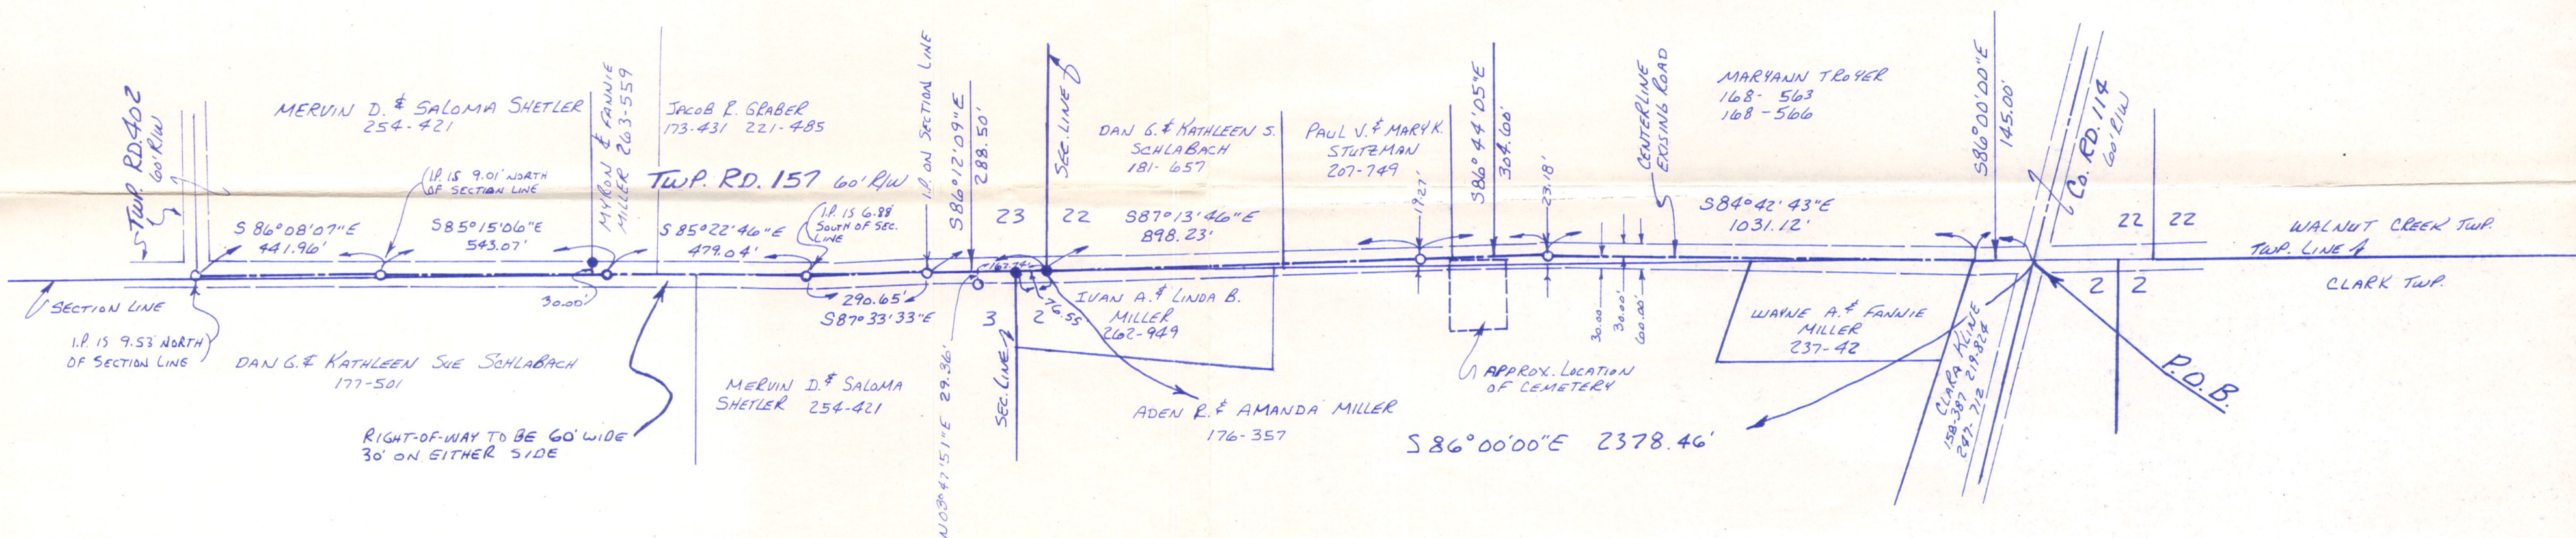 TWP. RD. 402
60' R/W
MERVIN D. & SALOMA SHETLER
254-421
MYRON & FANNIE
MILLER 263-559
JACOB R. GRABER
173-431 221-485
I.P. ON SECTION LINE
S86°12'09"E
288.50'
SEC. LINE
DAN G. & KATHLEEN S.
SCHLABACH
181-657
PAUL V. & MARY K.
STUTZMAN
207-749
S86°44'05"E
304.60'
CENTERLINE
EXISTING ROAD
MARYANN TROYER
168-563
168-566
S86°00'00"E
145.00'
CO. RD. 114
60' R/W
I.P. IS 9.01' NORTH
OF SECTION LINE
TWP. RD. 157 60' R/W
S 86°08'07"E
441.96'
S85°15'06"E
543.07'
S85°22'46"E
479.04'
I.P. IS 6.88'
SOUTH OF SEC.
LINE
23 22
S87°13'46"E
898.23'
19.27'
23.18'
S84°42'43"E
1031.12'
22 22
WALNUT CREEK TWP.
TWP. LINE
CLARK TWP.
SECTION LINE
30.00'
290.65'
S87°33'33"E
167.74'
76.55'
3 2
IVAN A. & LINDA B.
MILLER
262-949
30.00'
30.00'
60.00'
WAYNE A. & FANNIE
MILLER
237-42
2 2
I.P. IS 9.53' NORTH
OF SECTION LINE
DAN G. & KATHLEEN SUE SCHLABACH
177-501
MERVIN D. & SALOMA
SHETLER 254-421
N03°47'51"E 29.36'
SEC. LINE
APPROX. LOCATION
OF CEMETERY
ADEN R. & AMANDA MILLER
176-357
CLARA KLINE
158-387 219-824
247-712
P.O.B.
RIGHT-OF-WAY TO BE 60' WIDE
30' ON EITHER SIDE
S86°00'00"E 2378.46'